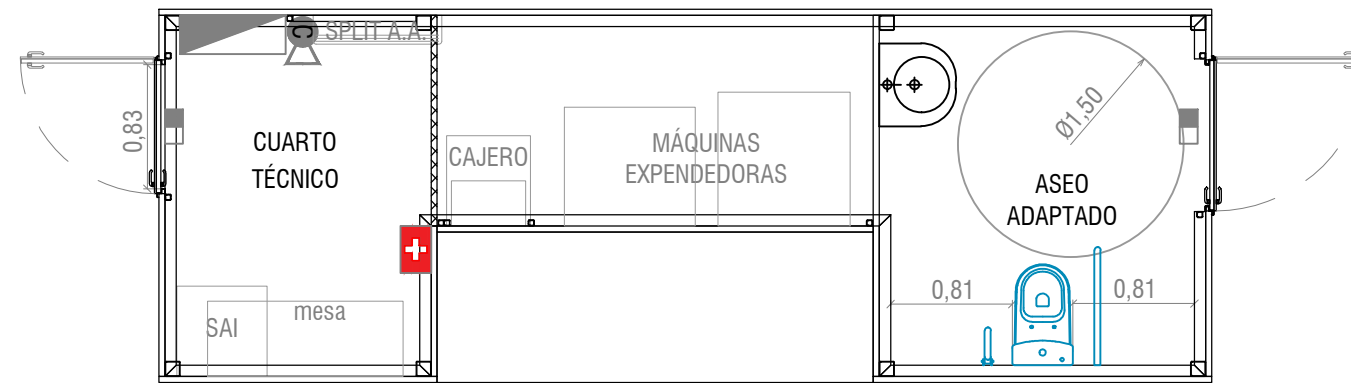 SPLIT A.A.
C
0,83
CUARTO
TÉCNICO
CAJERO
MÁQUINAS
EXPENDEDORAS
Ø1,50
ASEO
ADAPTADO
0,81
0,81
SAI
mesa